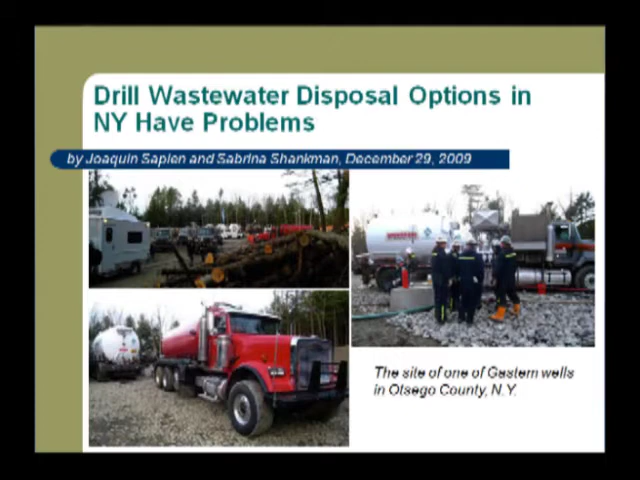 Drill Wastewater Disposal Options in
NY Have Problems
by Joaquin Sapien and Sabrina Shankman, December 29, 2009
The site of one of Gastem wells
in Otsego County, N.Y.